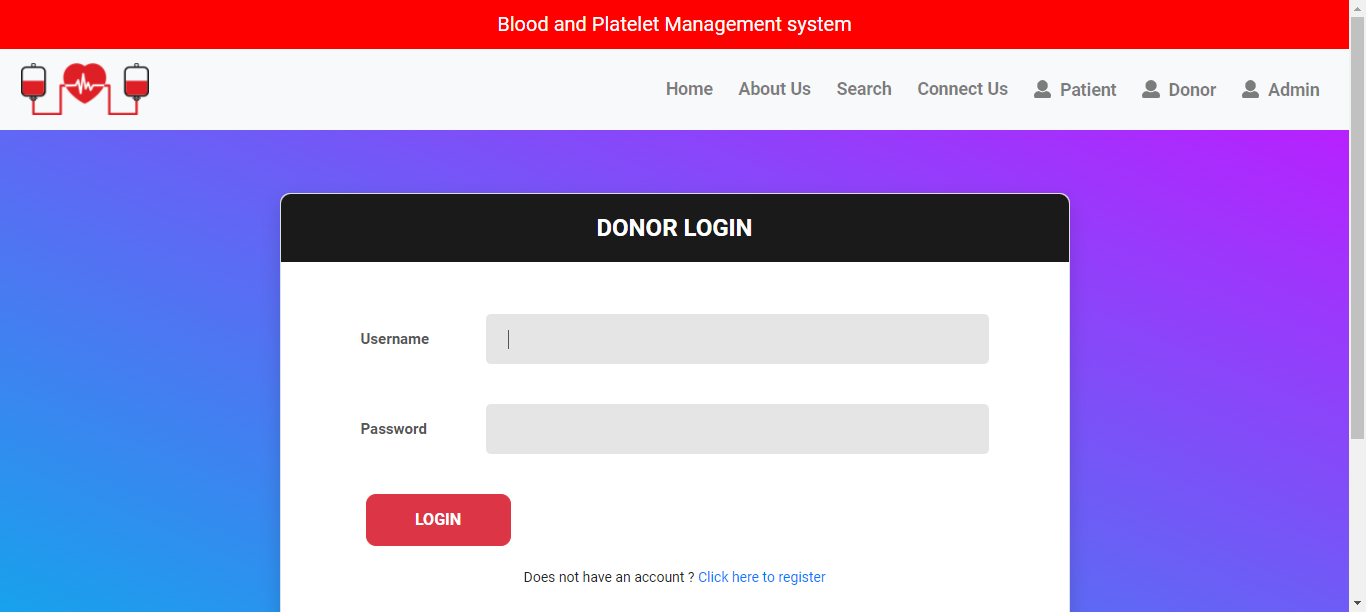 Blood and Platelet Management system
Home About Us Search Connect Us Patient Donor Admin
DONOR LOGIN
Username
Password
LOGIN
Does not have an account ? Click here to register